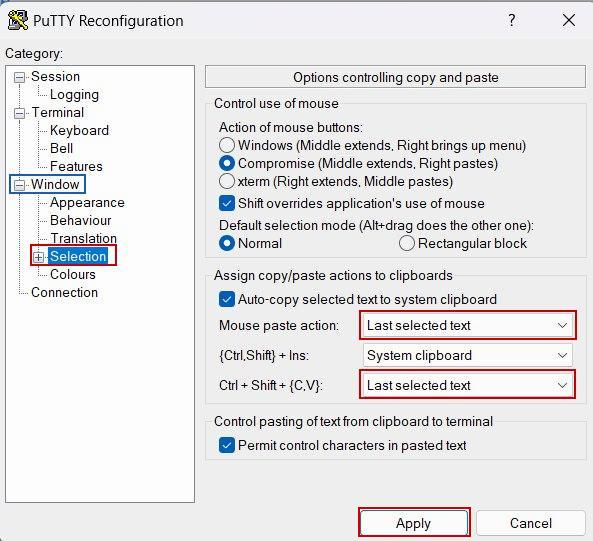 PuTTY Reconfiguration
Category:
Session
Logging
Terminal
Keyboard
Bell
Features
Window
Appearance
Behaviour
Translation
Selection
Colours
Connection
Options controlling copy and paste
Control use of mouse
Action of mouse buttons:
Windows (Middle extends, Right brings up menu)
Compromise (Middle extends, Right pastes)
xterm (Right extends, Middle pastes)
Shift overrides application's use of mouse
Default selection mode (Alt+drag does the other one):
Normal Rectangular block
Assign copy/paste actions to clipboards
Auto-copy selected text to system clipboard
Mouse paste action: Last selected text
{Ctrl,Shift} + Ins: System clipboard
Ctrl + Shift + {C,V}: Last selected text
Control pasting of text from clipboard to terminal
Permit control characters in pasted text
Apply Cancel